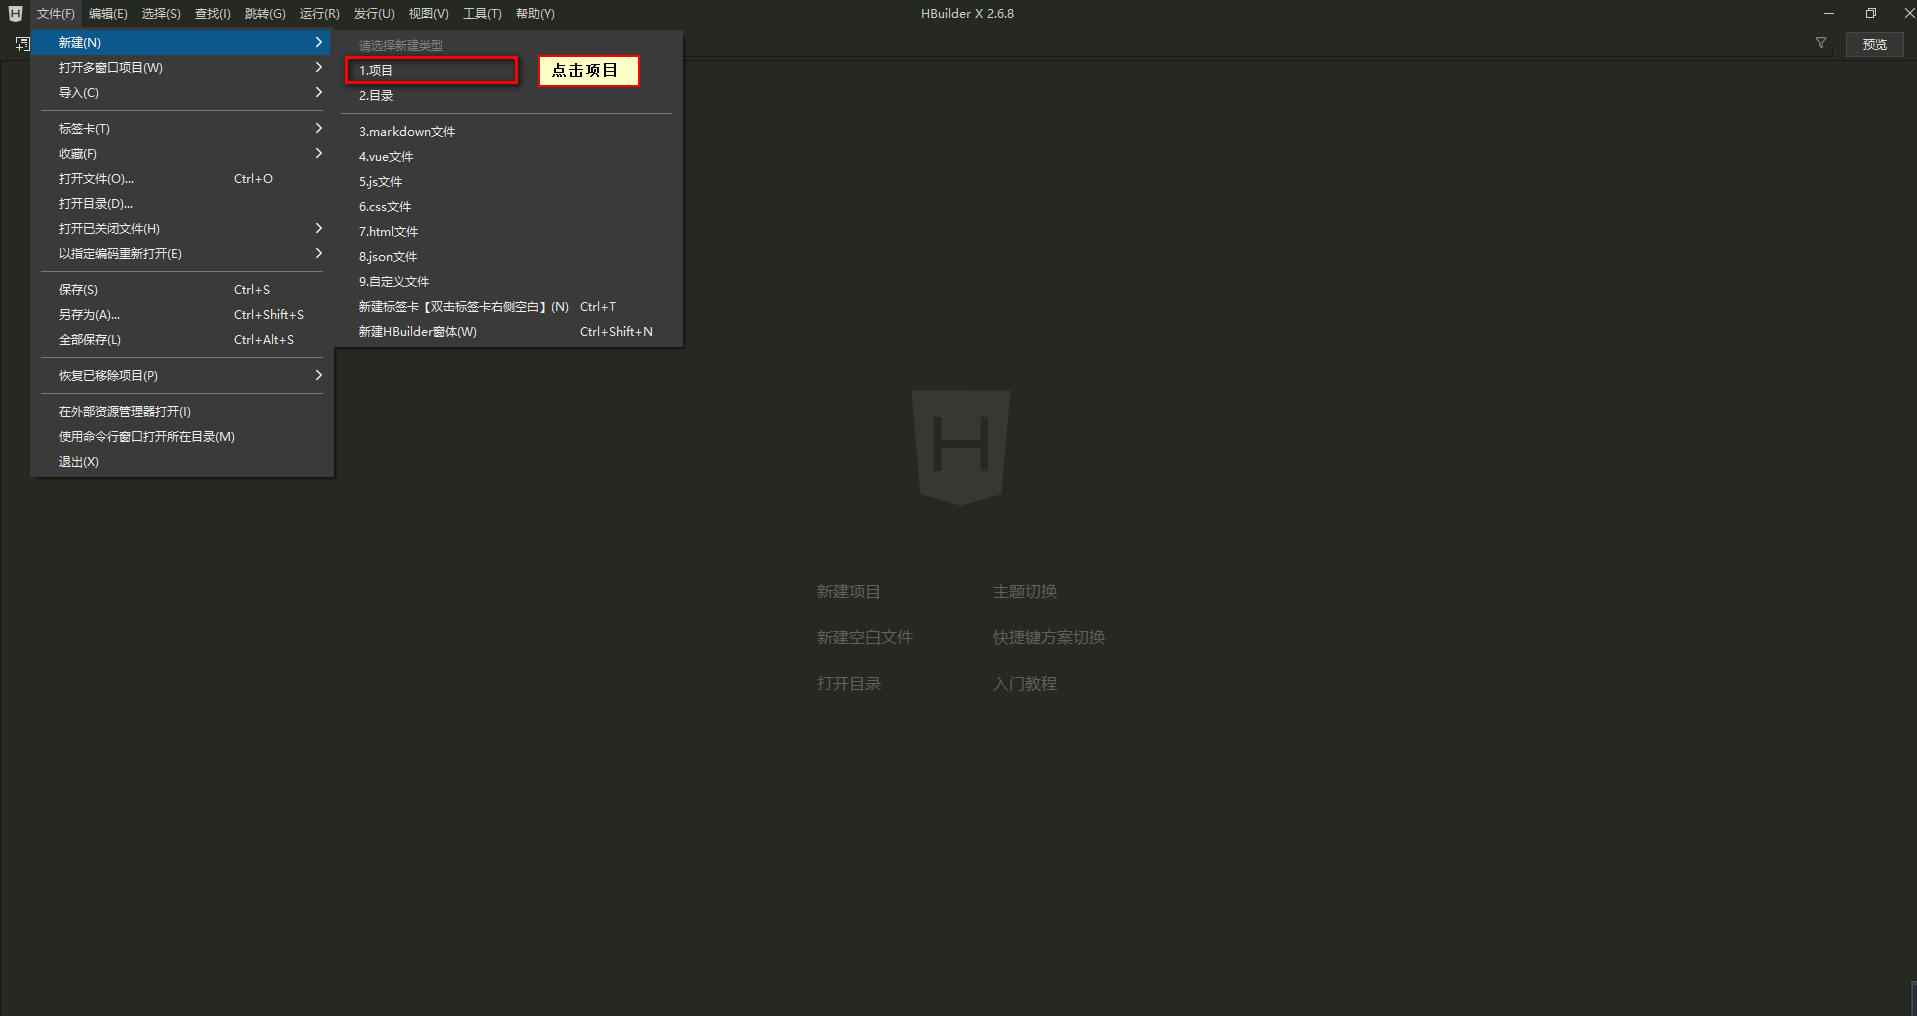 文件(F) 编辑(E) 选择(S) 查找(I) 跳转(G) 运行(R) 发行(U) 视图(V) 工具(T) 帮助(Y) HBuilder X 2.6.8
预览
新建(N)
打开多窗口项目(W)
导入(C)
标签卡(T)
收藏(F)
打开文件(O)... Ctrl+O
打开目录(D)...
打开已关闭文件(H)
以指定编码重新打开(E)
保存(S) Ctrl+S
另存为(A)... Ctrl+Shift+S
全部保存(L) Ctrl+Alt+S
恢复已移除项目(P)
在外部资源管理器打开(I)
使用命令行窗口打开所在目录(M)
退出(X)
请选择新建类型
1.项目
点击项目
2.目录
3.markdown文件
4.vue文件
5.js文件
6.css文件
7.html文件
8.json文件
9.自定义文件
新建标签卡【双击标签卡右侧空白】(N) Ctrl+T
新建HBuilder窗体(W) Ctrl+Shift+N
H
新建项目 主题切换
新建空白文件 快捷键方案切换
打开目录 入门教程